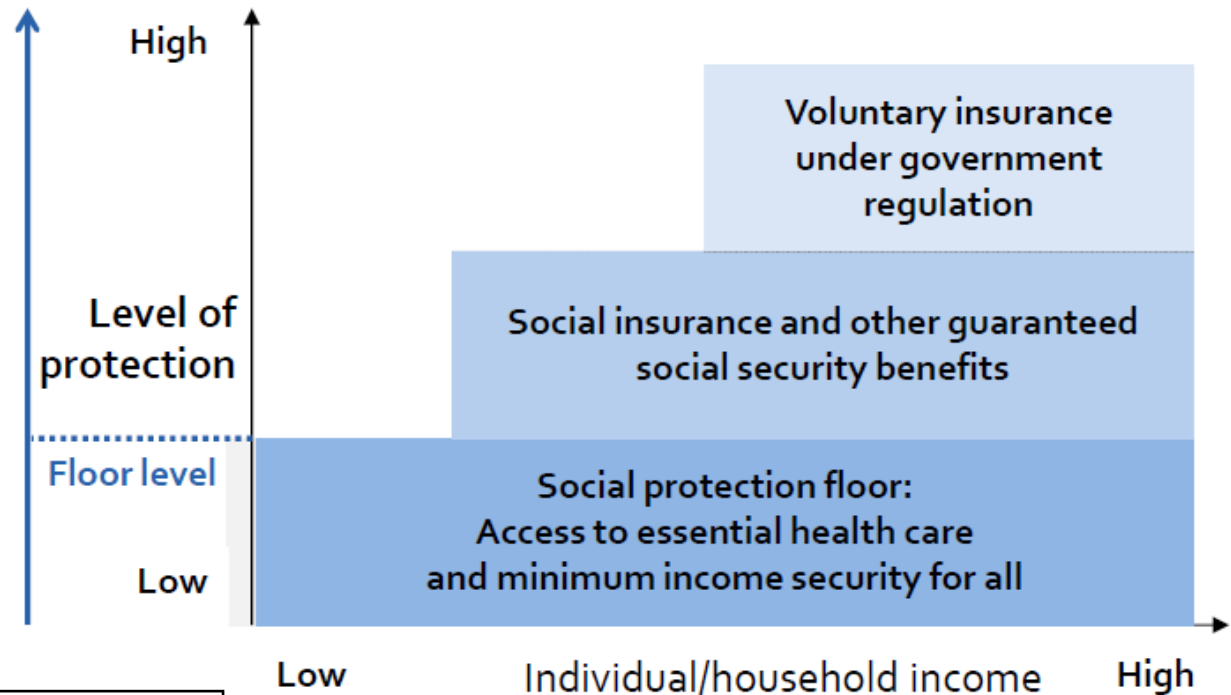 High
Voluntary insurance
under government
regulation
Level of
protection
Social insurance and other guaranteed
social security benefits
Floor level
Social protection floor:
Access to essential health care
and minimum income security for all
Low
Low
Individual/household income
High